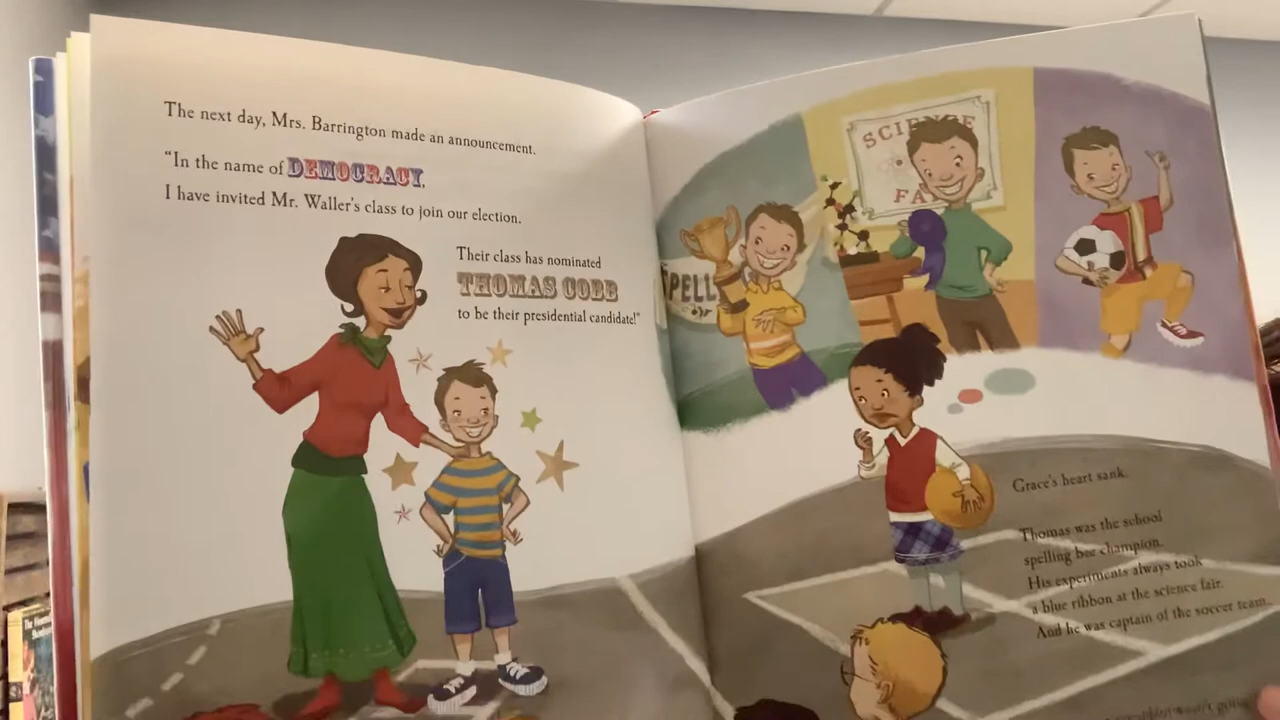 The next day, Mrs. Barrington made an announcement.
"In the name of DEMOCRACY,
I have invited Mr. Waller's class to join our election.
Their class has nominated
THOMAS COBB
to be their presidential candidate!"
SPELL
SCIENCE
FA
Grace's heart sank.
Thomas was the school
spelling bee champion.
His experiments always took
a blue ribbon at the science fair.
And he was captain of the soccer team.